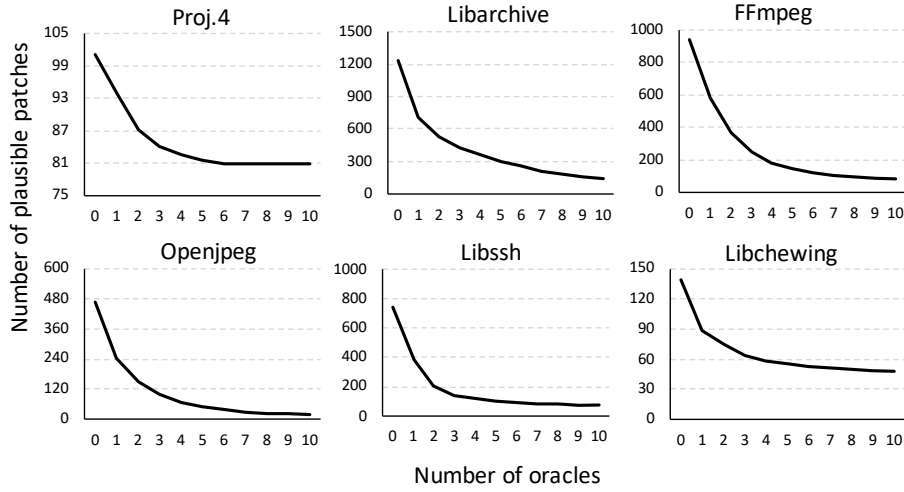 Number of plausible patches
Proj.4
105
99
93
87
81
75
0 1 2 3 4 5 6 7 8 9 10
Libarchive
1500
1200
900
600
300
0
0 1 2 3 4 5 6 7 8 9 10
FFmpeg
1000
800
600
400
200
0
0 1 2 3 4 5 6 7 8 9 10
Openjpeg
600
480
360
240
120
0
0 1 2 3 4 5 6 7 8 9 10
Libssh
1000
800
600
400
200
0
0 1 2 3 4 5 6 7 8 9 10
Libchewing
150
120
90
60
30
0
0 1 2 3 4 5 6 7 8 9 10
Number of oracles